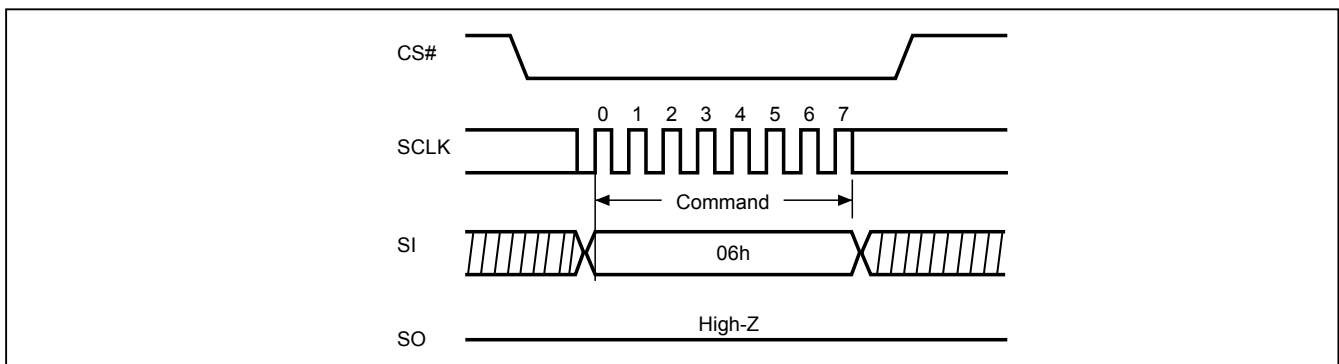 CS#
0 1 2 3 4 5 6 7
SCLK
Command
SI
06h
High-Z
SO